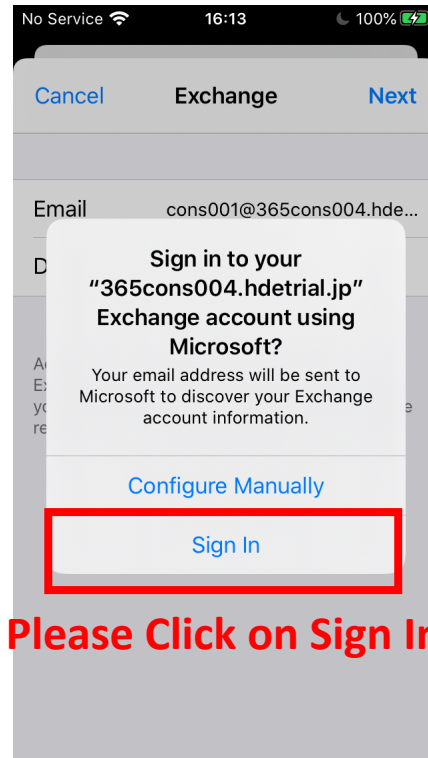 No Service 16:13 100%
Cancel Exchange Next
Email cons001@365cons004.hde...
D
Sign in to your
“365cons004.hdetrial.jp”
Exchange account using
Microsoft?
Your email address will be sent to
Microsoft to discover your Exchange
account information.
Configure Manually
Sign In
Please Click on Sign In